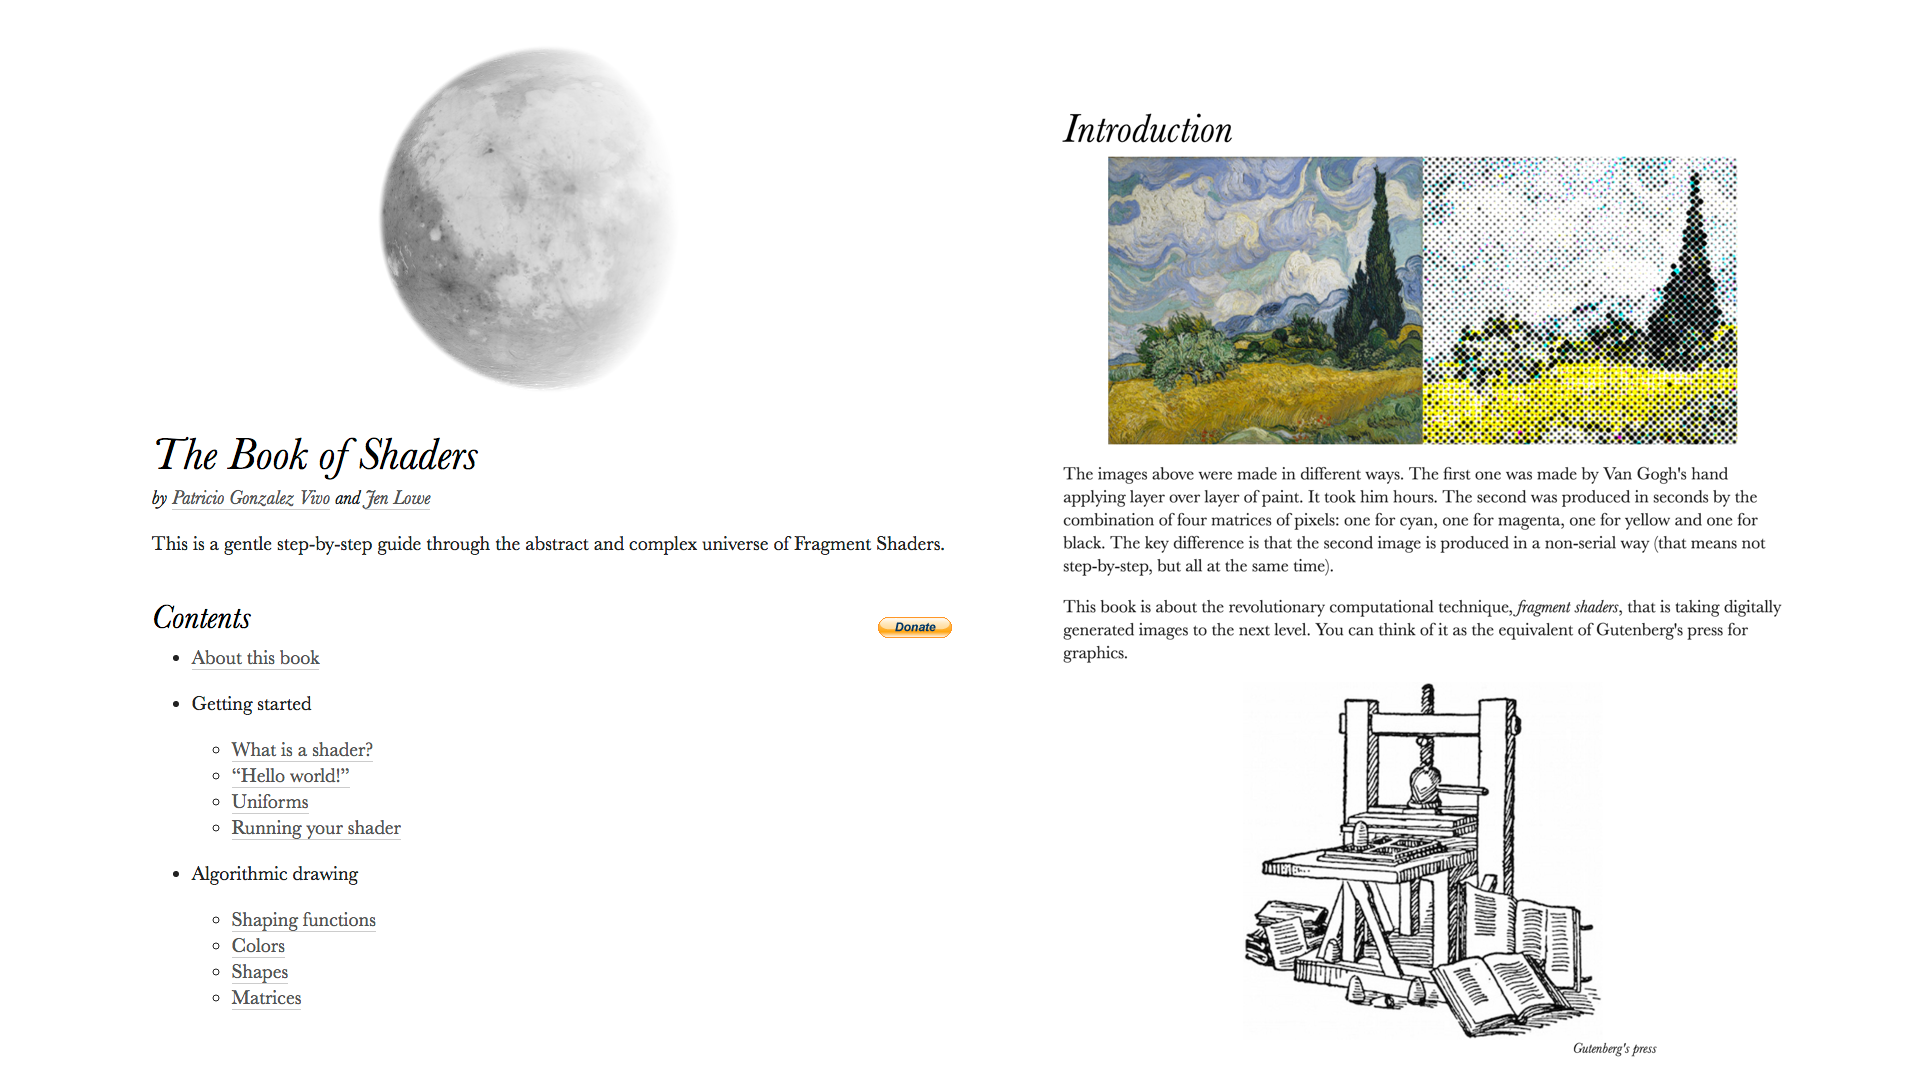 The Book of Shaders
by Patricio Gonzalez Vivo and Jen Lowe
This is a gentle step-by-step guide through the abstract and complex universe of Fragment Shaders.
Contents
Donate
About this book
Getting started
What is a shader?
“Hello world!”
Uniforms
Running your shader
Algorithmic drawing
Shaping functions
Colors
Shapes
Matrices
Introduction
The images above were made in different ways. The first one was made by Van Gogh's hand
applying layer over layer of paint. It took him hours. The second was produced in seconds by the
combination of four matrices of pixels: one for cyan, one for magenta, one for yellow and one for
black. The key difference is that the second image is produced in a non-serial way (that means not
step-by-step, but all at the same time).
This book is about the revolutionary computational technique, fragment shaders, that is taking digitally
generated images to the next level. You can think of it as the equivalent of Gutenberg's press for
graphics.
Gutenberg's press